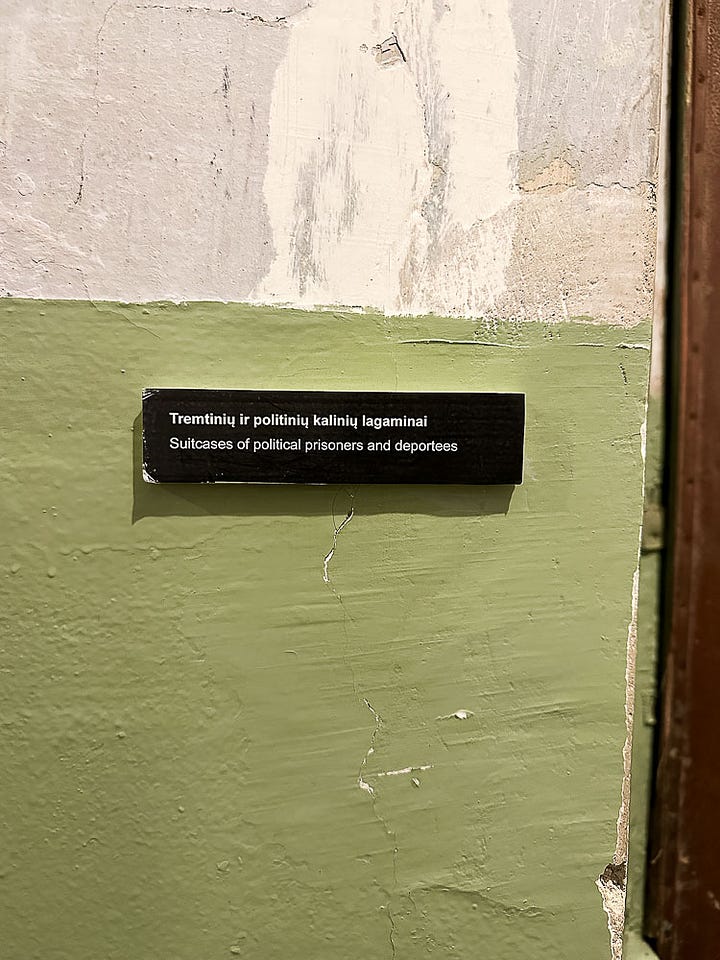 Tremtinių ir politinių kalinių lagaminai
Suitcases of political prisoners and deportees